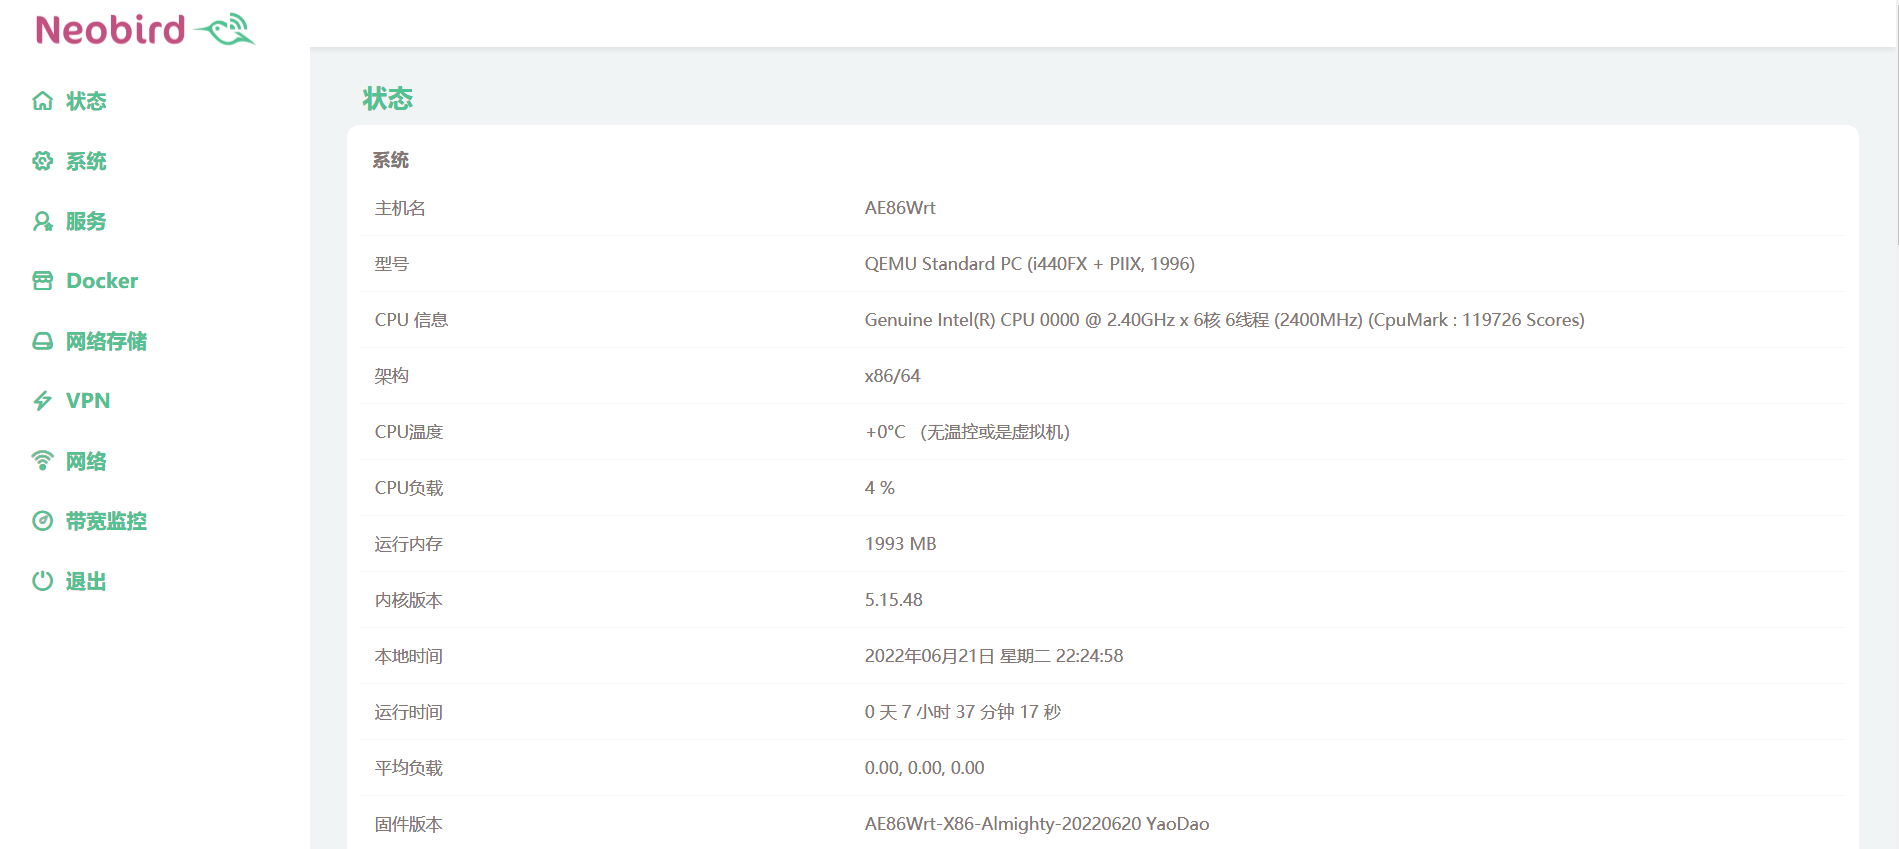 Neobird
状态
系统
服务
Docker
网络存储
VPN
网络
带宽监控
退出
状态
系统
主机名 AE86Wrt
型号 QEMU Standard PC (i440FX + PIIX, 1996)
CPU 信息 Genuine Intel(R) CPU 0000 @ 2.40GHz x 6核 6线程 (2400MHz) (CpuMark : 119726 Scores)
架构 x86/64
CPU温度 +0°C （无温控或是虚拟机）
CPU负载 4 %
运行内存 1993 MB
内核版本 5.15.48
本地时间 2022年06月21日 星期二 22:24:58
运行时间 0 天 7 小时 37 分钟 17 秒
平均负载 0.00, 0.00, 0.00
固件版本 AE86Wrt-X86-Almighty-20220620 YaoDao